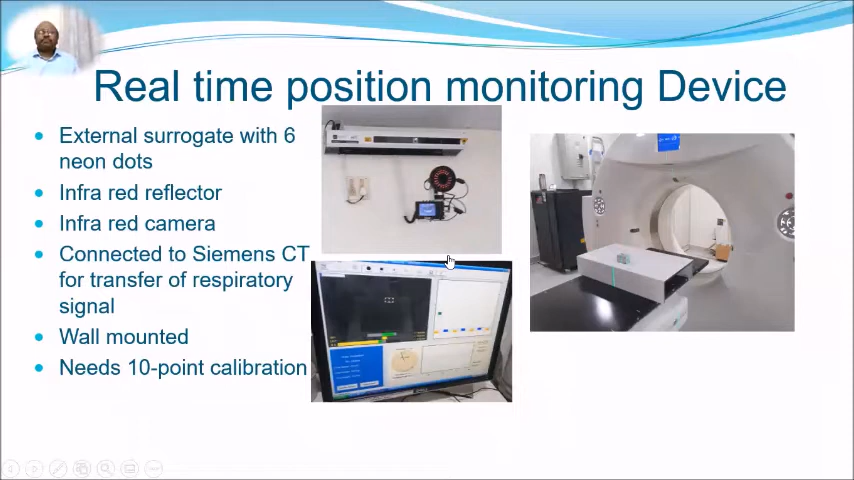 Real time position monitoring Device
External surrogate with 6
neon dots
Infra red reflector
Infra red camera
Connected to Siemens CT
for transfer of respiratory
signal
Wall mounted
Needs 10-point calibration